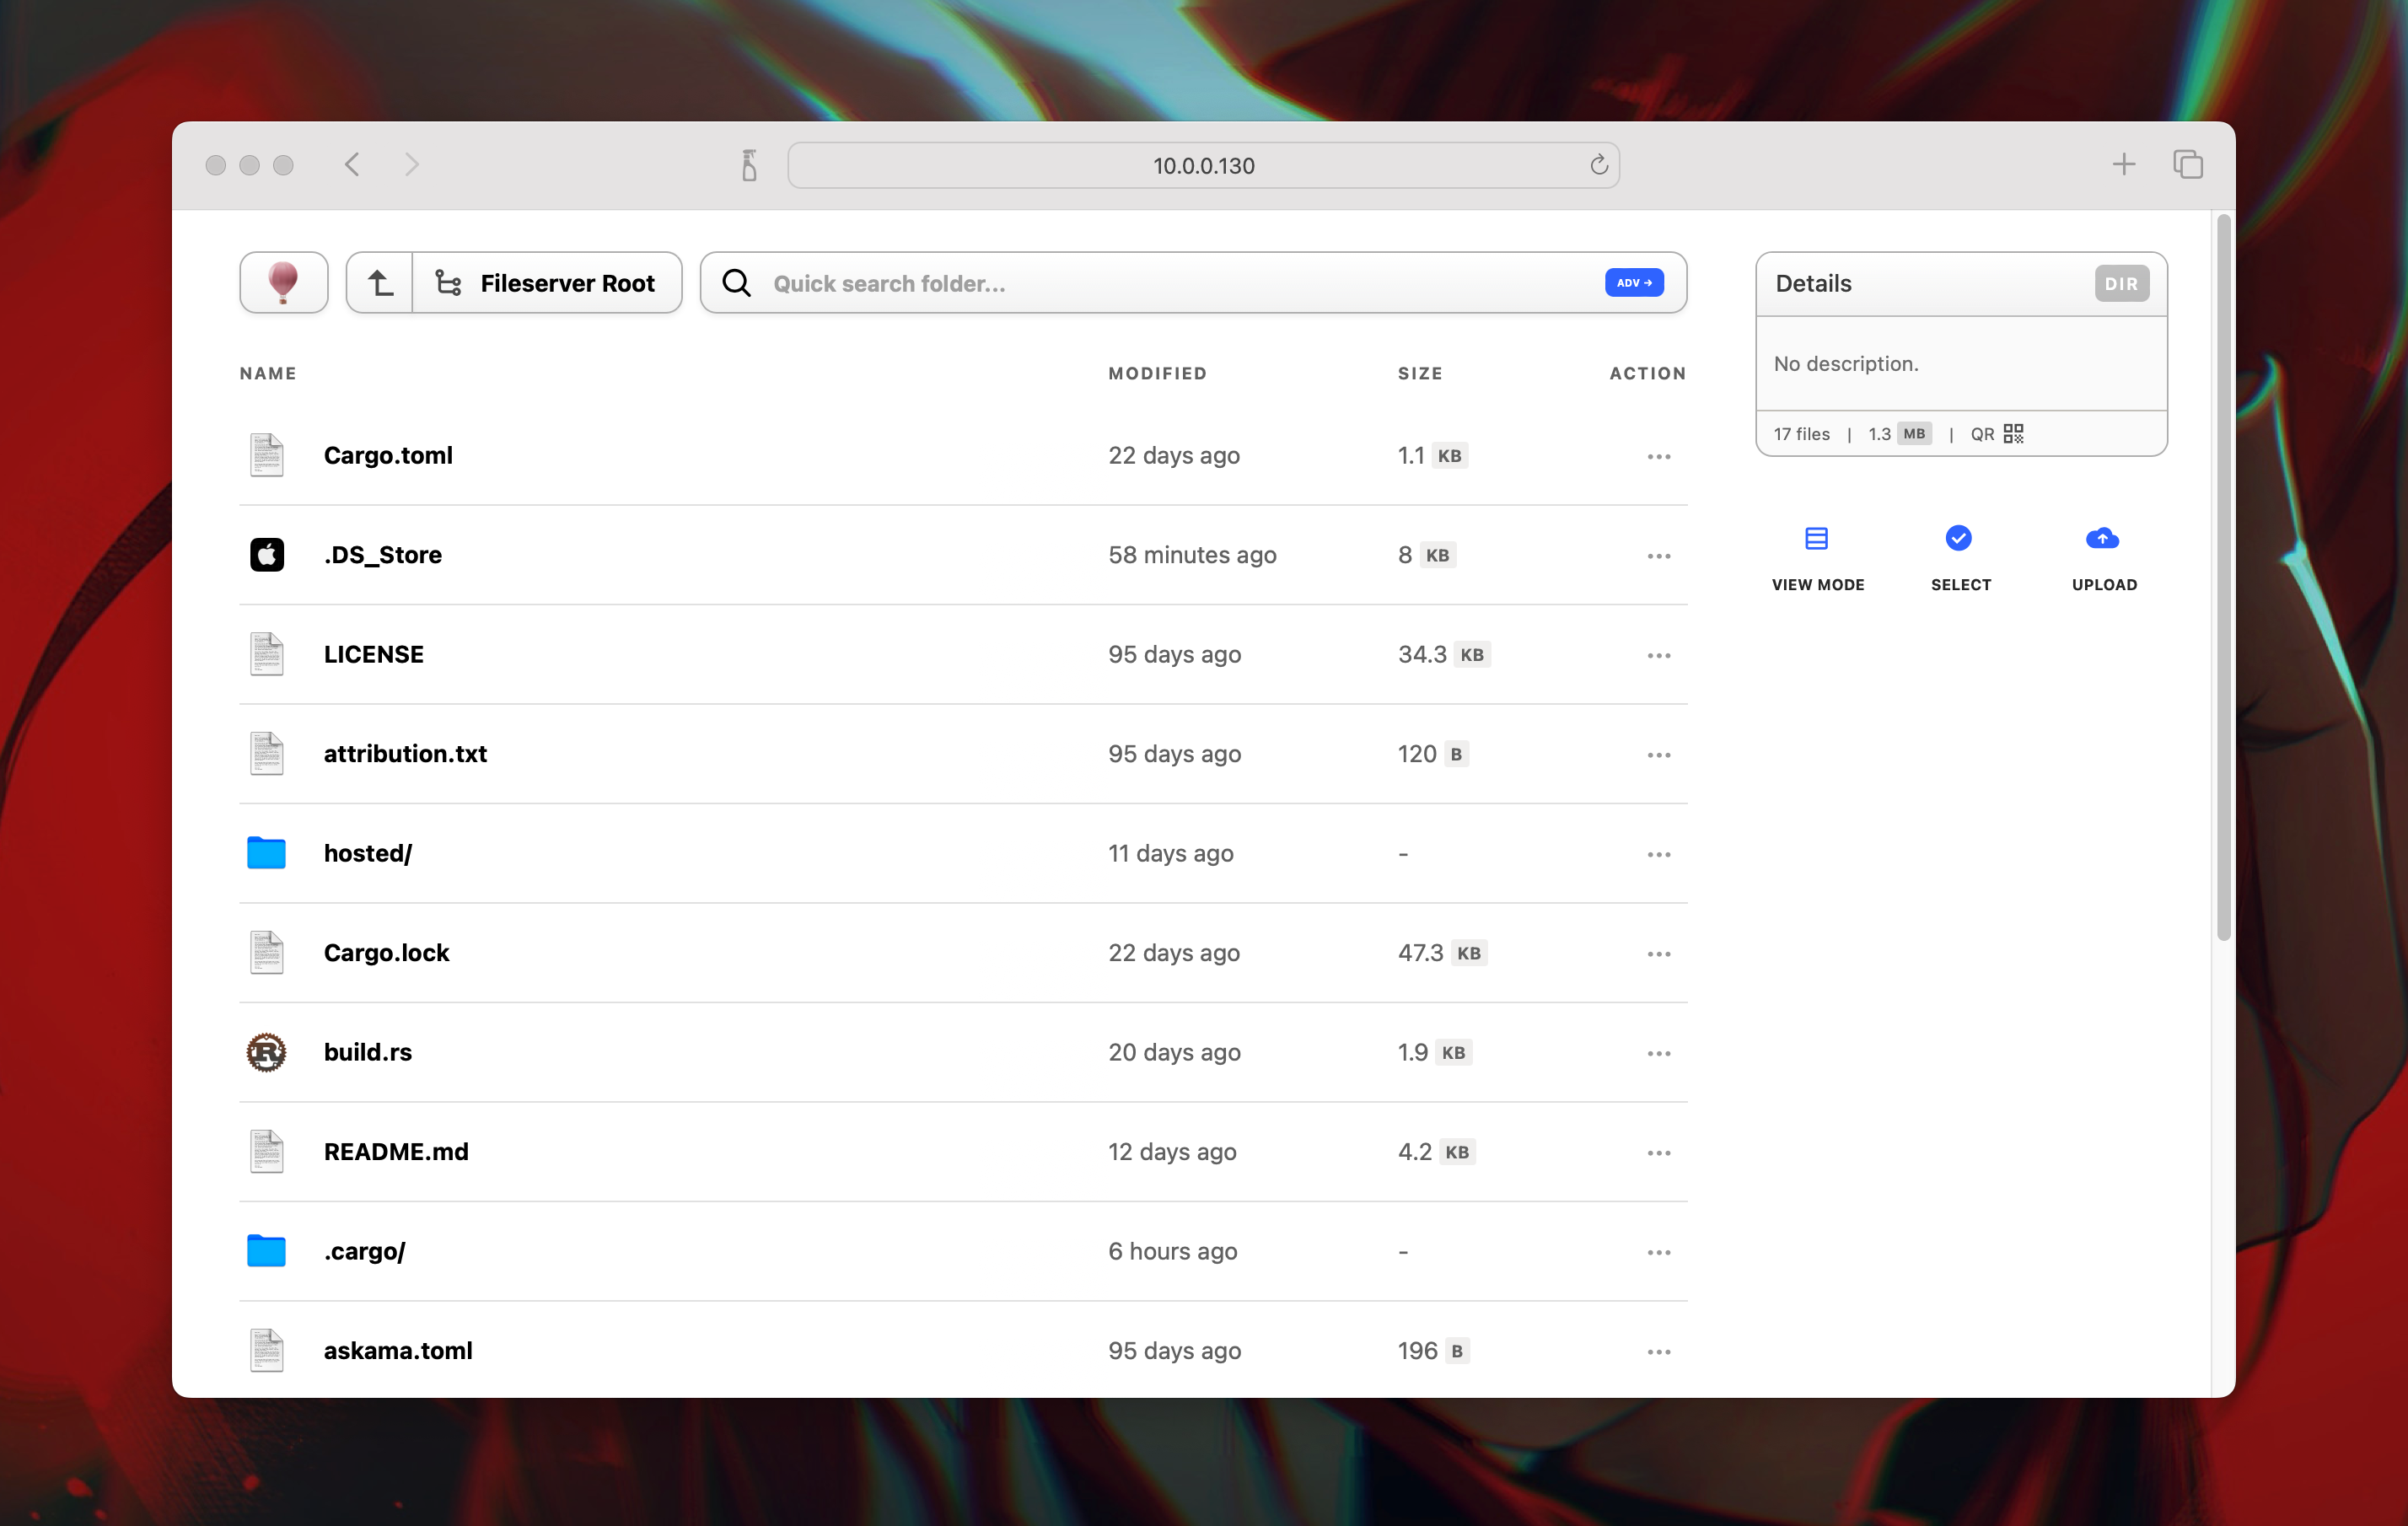 10.0.0.130
Fileserver Root
Quick search folder...
ADV →
Details
DIR
No description.
17 files | 1.3 MB | QR
VIEW MODE
SELECT
UPLOAD
NAME MODIFIED SIZE ACTION
Cargo.toml 22 days ago 1.1 KB
.DS_Store 58 minutes ago 8 KB
LICENSE 95 days ago 34.3 KB
attribution.txt 95 days ago 120 B
hosted/ 11 days ago -
Cargo.lock 22 days ago 47.3 KB
build.rs 20 days ago 1.9 KB
README.md 12 days ago 4.2 KB
.cargo/ 6 hours ago -
askama.toml 95 days ago 196 B